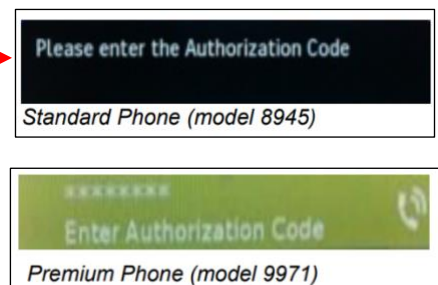 Please enter the Authorization Code
Standard Phone (model 8945)
********
Enter Authorization Code
Premium Phone (model 9971)